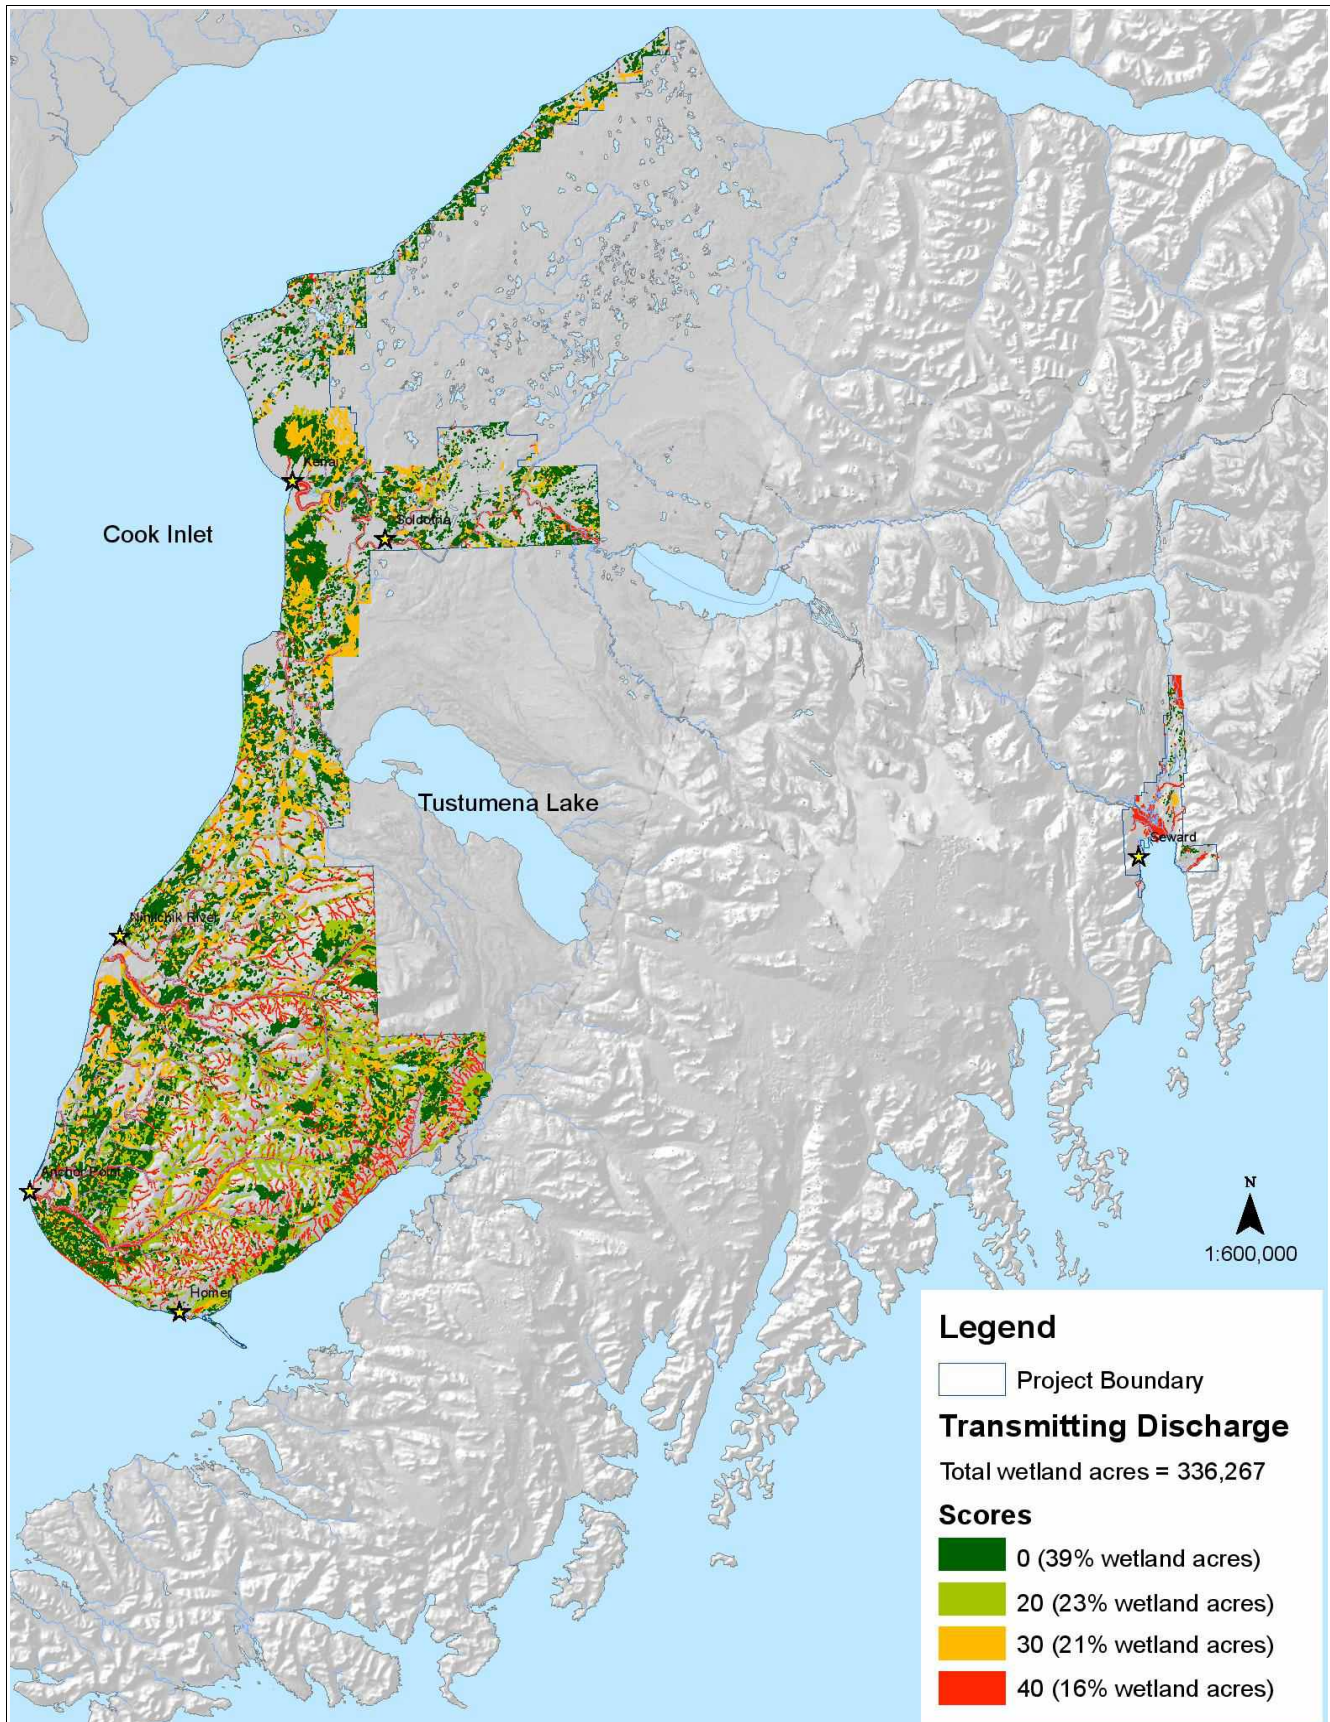 Kenai
Soldotna
Cook Inlet
Tustumena Lake
Seward
Ninilchik River
Anchor Point
Homer
N
1:600,000
Legend
Project Boundary
Transmitting Discharge
Total wetland acres = 336,267
Scores
0 (39% wetland acres)
20 (23% wetland acres)
30 (21% wetland acres)
40 (16% wetland acres)